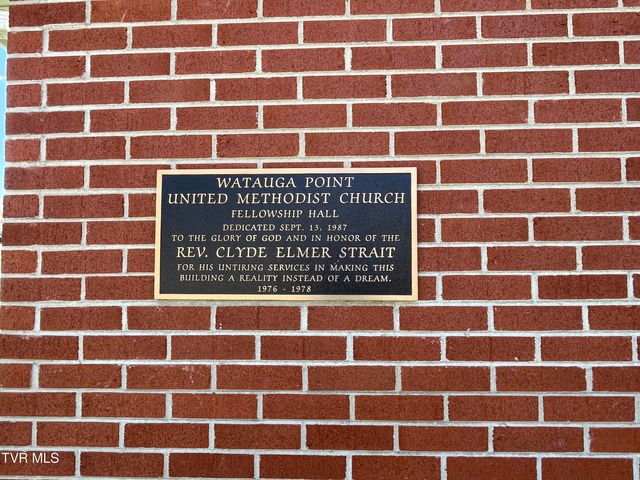 WATAUGA POINT
UNITED METHODIST CHURCH
FELLOWSHIP HALL
DEDICATED SEPT. 13, 1987
TO THE GLORY OF GOD AND IN HONOR OF THE
REV. CLYDE ELMER STRAIT
FOR HIS UNTIRING SERVICES IN MAKING THIS
BUILDING A REALITY INSTEAD OF A DREAM.
1976 - 1978
TVR MLS